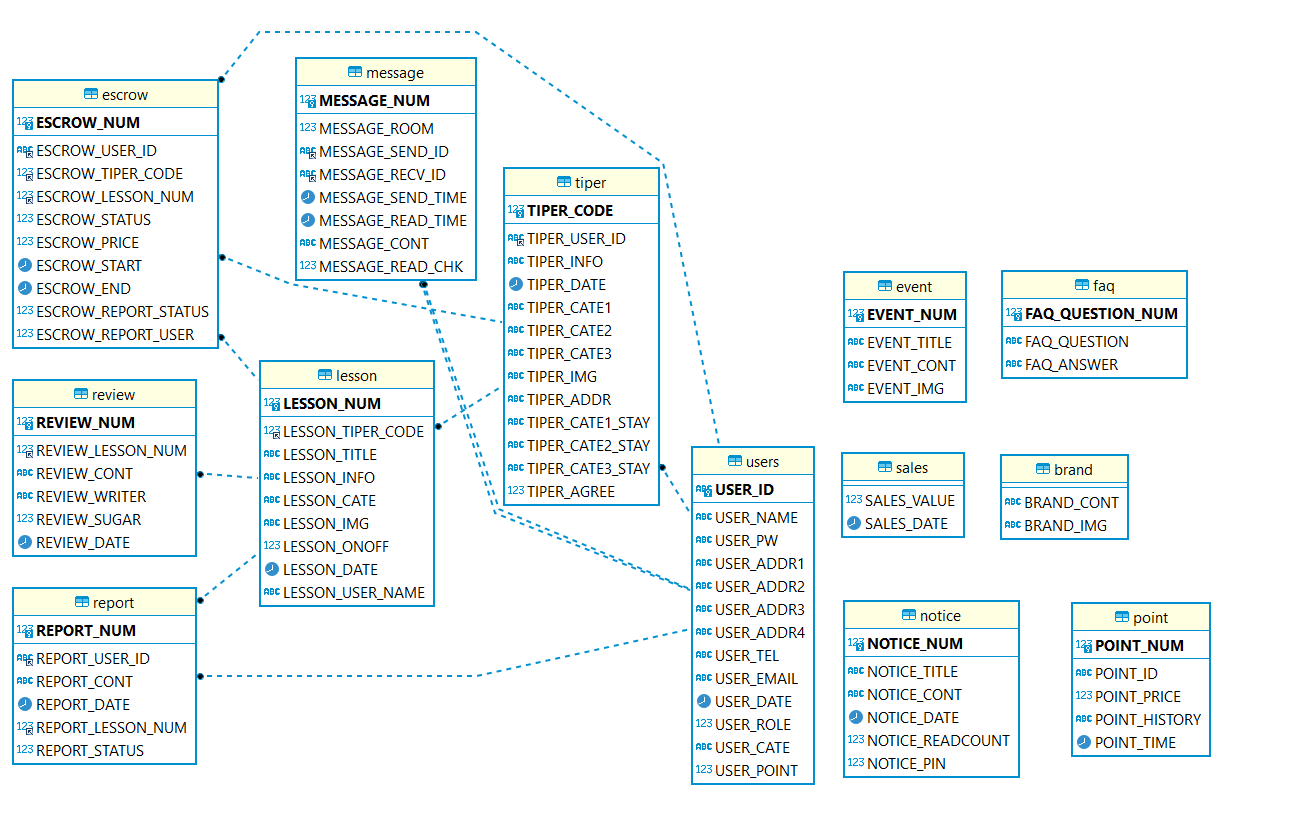 escrow
ESCROW_NUM
ESCROW_USER_ID
ESCROW_TIPER_CODE
ESCROW_LESSON_NUM
ESCROW_STATUS
ESCROW_PRICE
ESCROW_START
ESCROW_END
ESCROW_REPORT_STATUS
ESCROW_REPORT_USER
message
MESSAGE_NUM
MESSAGE_ROOM
MESSAGE_SEND_ID
MESSAGE_RECV_ID
MESSAGE_SEND_TIME
MESSAGE_READ_TIME
MESSAGE_CONT
MESSAGE_READ_CHK
tiper
TIPER_CODE
TIPER_USER_ID
TIPER_INFO
TIPER_DATE
TIPER_CATE1
TIPER_CATE2
TIPER_CATE3
TIPER_IMG
TIPER_ADDR
TIPER_CATE1_STAY
TIPER_CATE2_STAY
TIPER_CATE3_STAY
TIPER_AGREE
review
REVIEW_NUM
REVIEW_LESSON_NUM
REVIEW_CONT
REVIEW_WRITER
REVIEW_SUGAR
REVIEW_DATE
lesson
LESSON_NUM
LESSON_TIPER_CODE
LESSON_TITLE
LESSON_INFO
LESSON_CATE
LESSON_IMG
LESSON_ONOFF
LESSON_DATE
LESSON_USER_NAME
report
REPORT_NUM
REPORT_USER_ID
REPORT_CONT
REPORT_DATE
REPORT_LESSON_NUM
REPORT_STATUS
users
USER_ID
USER_NAME
USER_PW
USER_ADDR1
USER_ADDR2
USER_ADDR3
USER_ADDR4
USER_TEL
USER_EMAIL
USER_DATE
USER_ROLE
USER_CATE
USER_POINT
event
EVENT_NUM
EVENT_TITLE
EVENT_CONT
EVENT_IMG
faq
FAQ_QUESTION_NUM
FAQ_QUESTION
FAQ_ANSWER
sales
SALES_VALUE
SALES_DATE
brand
BRAND_CONT
BRAND_IMG
notice
NOTICE_NUM
NOTICE_TITLE
NOTICE_CONT
NOTICE_DATE
NOTICE_READCOUNT
NOTICE_PIN
point
POINT_NUM
POINT_ID
POINT_PRICE
POINT_HISTORY
POINT_TIME